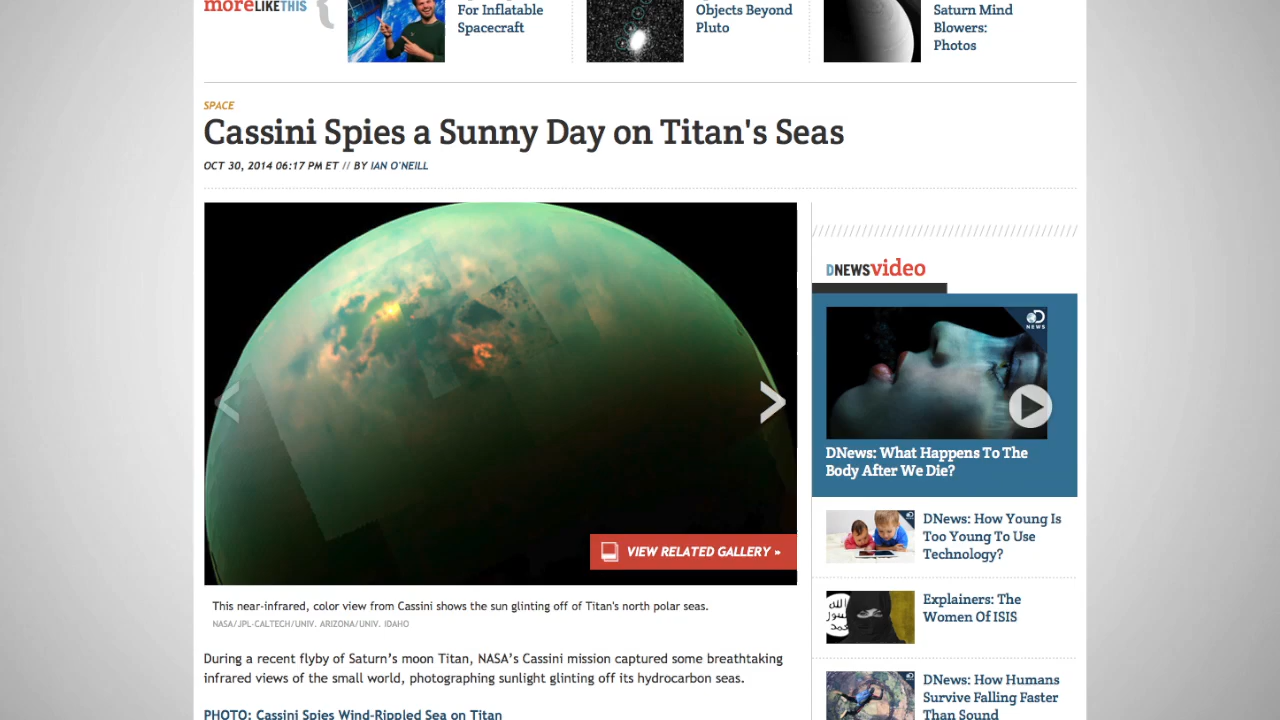 moreLIKETHIS
For Inflatable
Spacecraft
Objects Beyond
Pluto
Saturn Mind
Blowers:
Photos
SPACE
Cassini Spies a Sunny Day on Titan's Seas
OCT 30, 2014 06:17 PM ET // BY IAN O'NEILL
VIEW RELATED GALLERY »
This near-infrared, color view from Cassini shows the sun glinting off of Titan's north polar seas.
NASA/JPL-CALTECH/UNIV. ARIZONA/UNIV. IDAHO
During a recent flyby of Saturn's moon Titan, NASA's Cassini mission captured some breathtaking
infrared views of the small world, photographing sunlight glinting off its hydrocarbon seas.
PHOTO: Cassini Spies Wind-Rippled Sea on Titan
DNEWSvideo
D
NEWS
DNews: What Happens To The
Body After We Die?
DNews: How Young Is
Too Young To Use
Technology?
Explainers: The
Women Of ISIS
DNews: How Humans
Survive Falling Faster
Than Sound